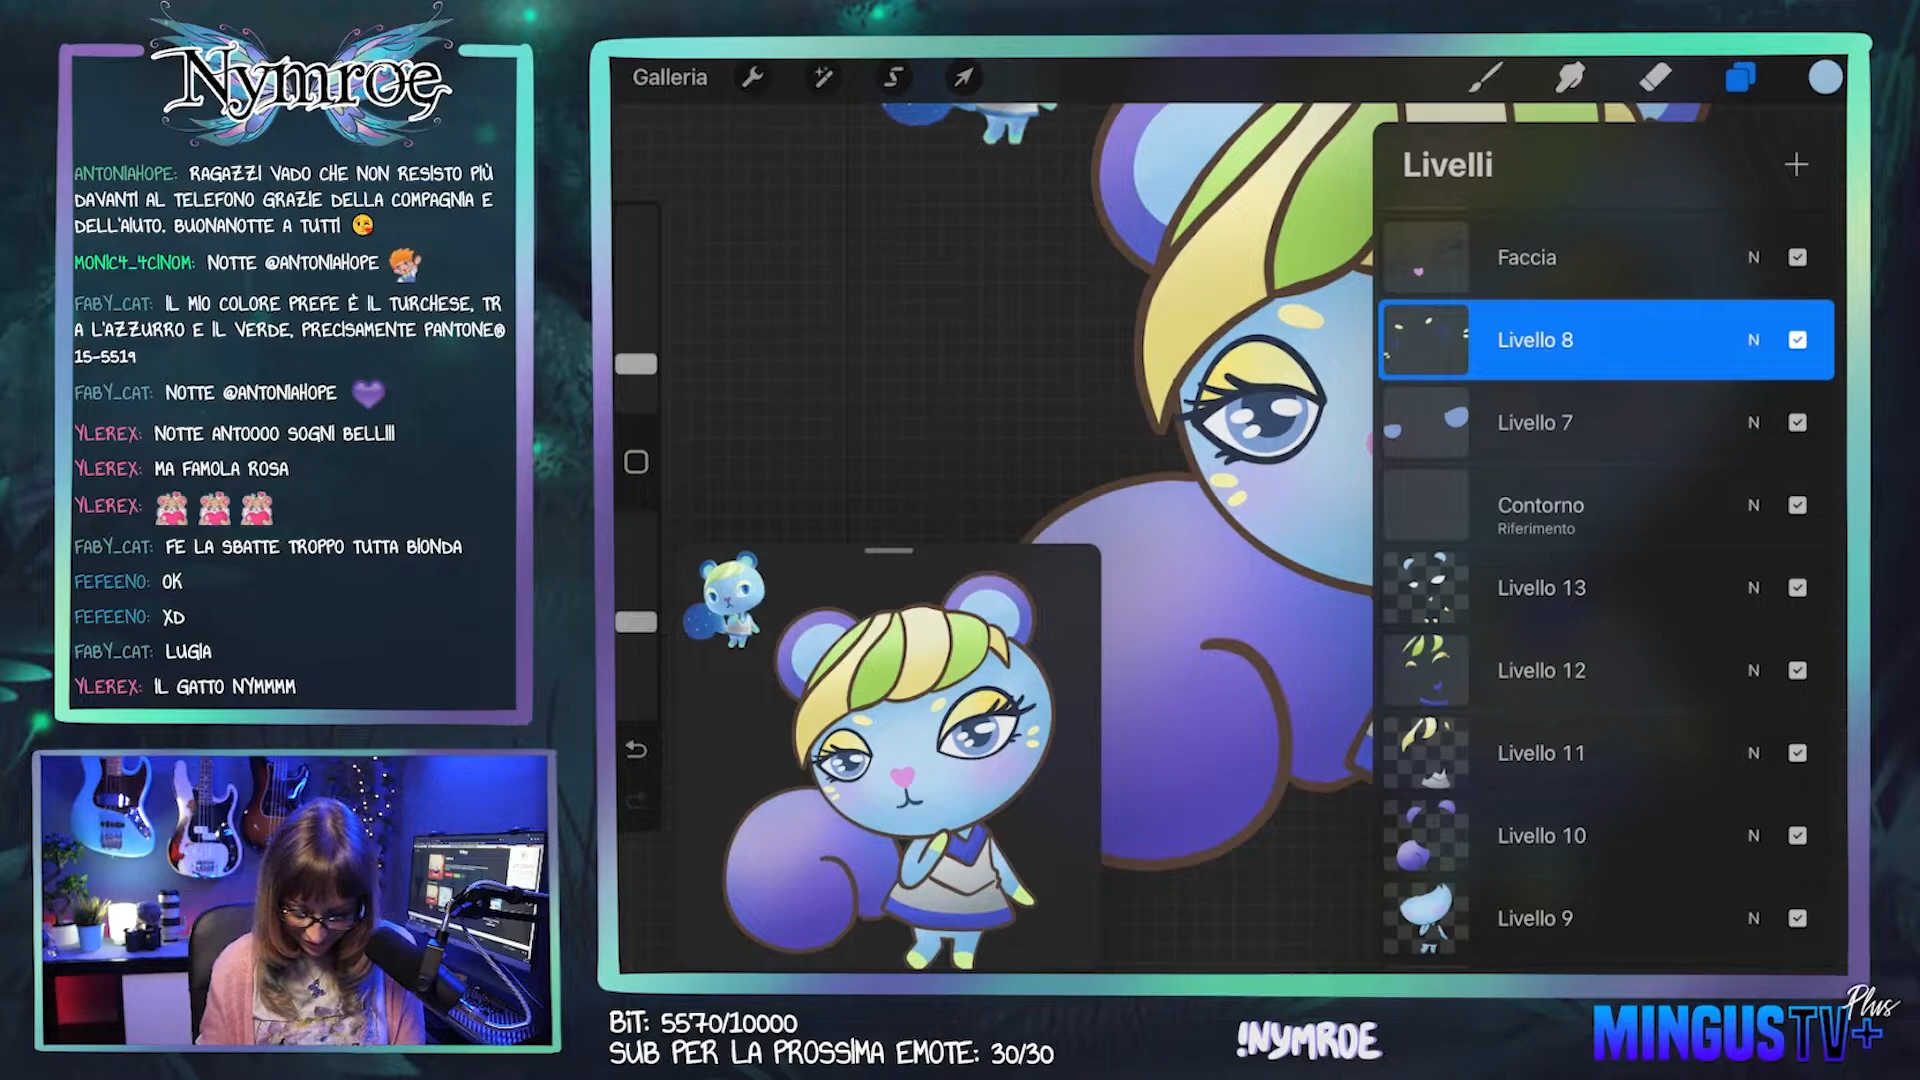 Nymroe
ANTONIAHOPE: RAGAZZI VADO CHE NON RESISTO PIÙ
DAVANTI AL TELEFONO GRAZIE DELLA COMPAGNIA E
DELL'AIUTO. BUONANOTTE A TUTTI
MONIC4_4CINOM: NOTTE @ANTONIAHOPE
FABY_CAT: IL MIO COLORE PREFE È IL TURCHESE, TR
A L'AZZURRO E IL VERDE, PRECISAMENTE PANTONE®
15-5519
FABY_CAT: NOTTE @ANTONIAHOPE
YLEREX: NOTTE ANTOOOO SOGNI BELLIII
YLEREX: MA FAMOLA ROSA
YLEREX:
FABY_CAT: FE LA SBATTE TROPPO TUTTA BIONDA
FEFEENO: OK
FEFEENO: XD
FABY_CAT: LUGIA
YLEREX: IL GATTO NYMMMM
Galleria
Livelli
Faccia N
Livello 8 N
Livello 7 N
Contorno N
Riferimento
Livello 13 N
Livello 12 N
Livello 11 N
Livello 10 N
Livello 9 N
BIT: 5570/10000
SUB PER LA PROSSIMA EMOTE: 30/30
!NYMROE
MINGUSTV+
Plus